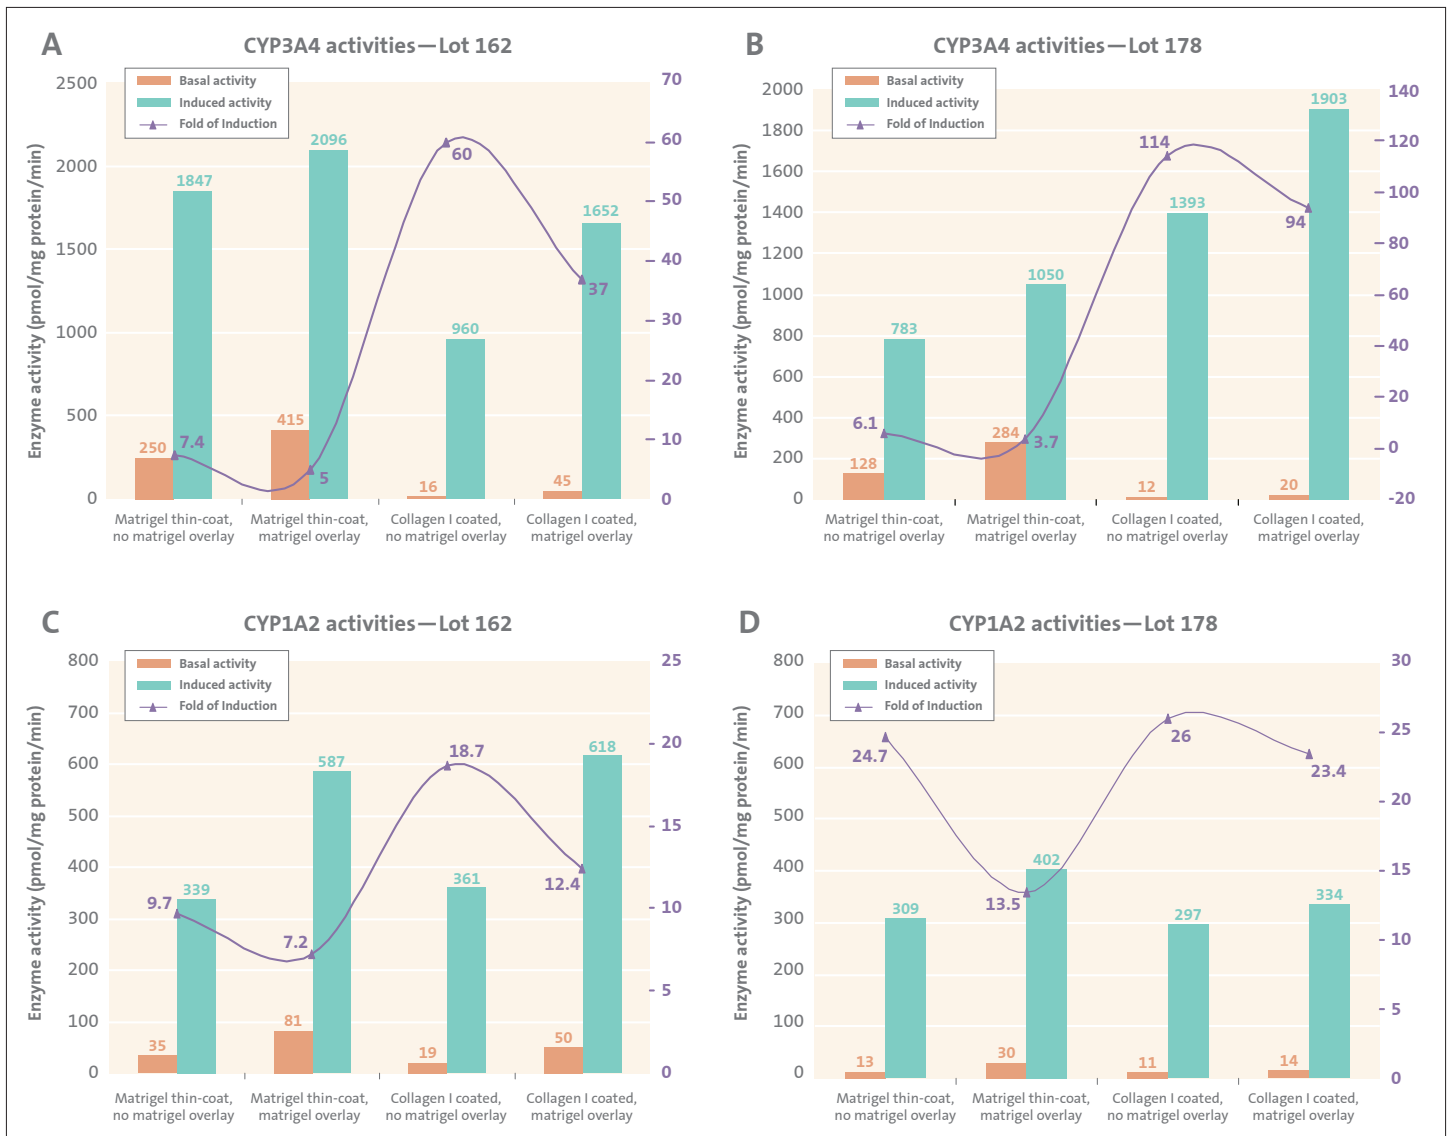 A
CYP3A4 activities—Lot 162
Enzyme activity (pmol/mg protein/min)
Basal activity
Induced activity
Fold of Induction
2500
2000
1500
1000
500
0
70
60
50
40
30
20
10
0
250
1847
7.4
415
2096
5
16
960
60
45
1652
37
Matrigel thin-coat,
no matrigel overlay
Matrigel thin-coat,
matrigel overlay
Collagen I coated,
no matrigel overlay
Collagen I coated,
matrigel overlay
B
CYP3A4 activities—Lot 178
Enzyme activity (pmol/mg protein/min)
Basal activity
Induced activity
Fold of Induction
2000
1800
1600
1400
1200
1000
800
600
400
200
0
140
120
100
80
60
40
20
0
-20
128
783
6.1
284
1050
3.7
12
1393
114
20
1903
94
Matrigel thin-coat,
no matrigel overlay
Matrigel thin-coat,
matrigel overlay
Collagen I coated,
no matrigel overlay
Collagen I coated,
matrigel overlay
C
CYP1A2 activities—Lot 162
Enzyme activity (pmol/mg protein/min)
Basal activity
Induced activity
Fold of Induction
800
700
600
500
400
300
200
100
0
25
20
15
10
5
0
35
339
9.7
81
587
7.2
19
361
18.7
50
618
12.4
Matrigel thin-coat,
no matrigel overlay
Matrigel thin-coat,
matrigel overlay
Collagen I coated,
no matrigel overlay
Collagen I coated,
matrigel overlay
D
CYP1A2 activities—Lot 178
Enzyme activity (pmol/mg protein/min)
Basal activity
Induced activity
Fold of Induction
800
700
600
500
400
300
200
100
0
30
25
20
15
10
5
0
13
309
24.7
30
402
13.5
11
297
26
14
334
23.4
Matrigel thin-coat,
no matrigel overlay
Matrigel thin-coat,
matrigel overlay
Collagen I coated,
no matrigel overlay
Collagen I coated,
matrigel overlay